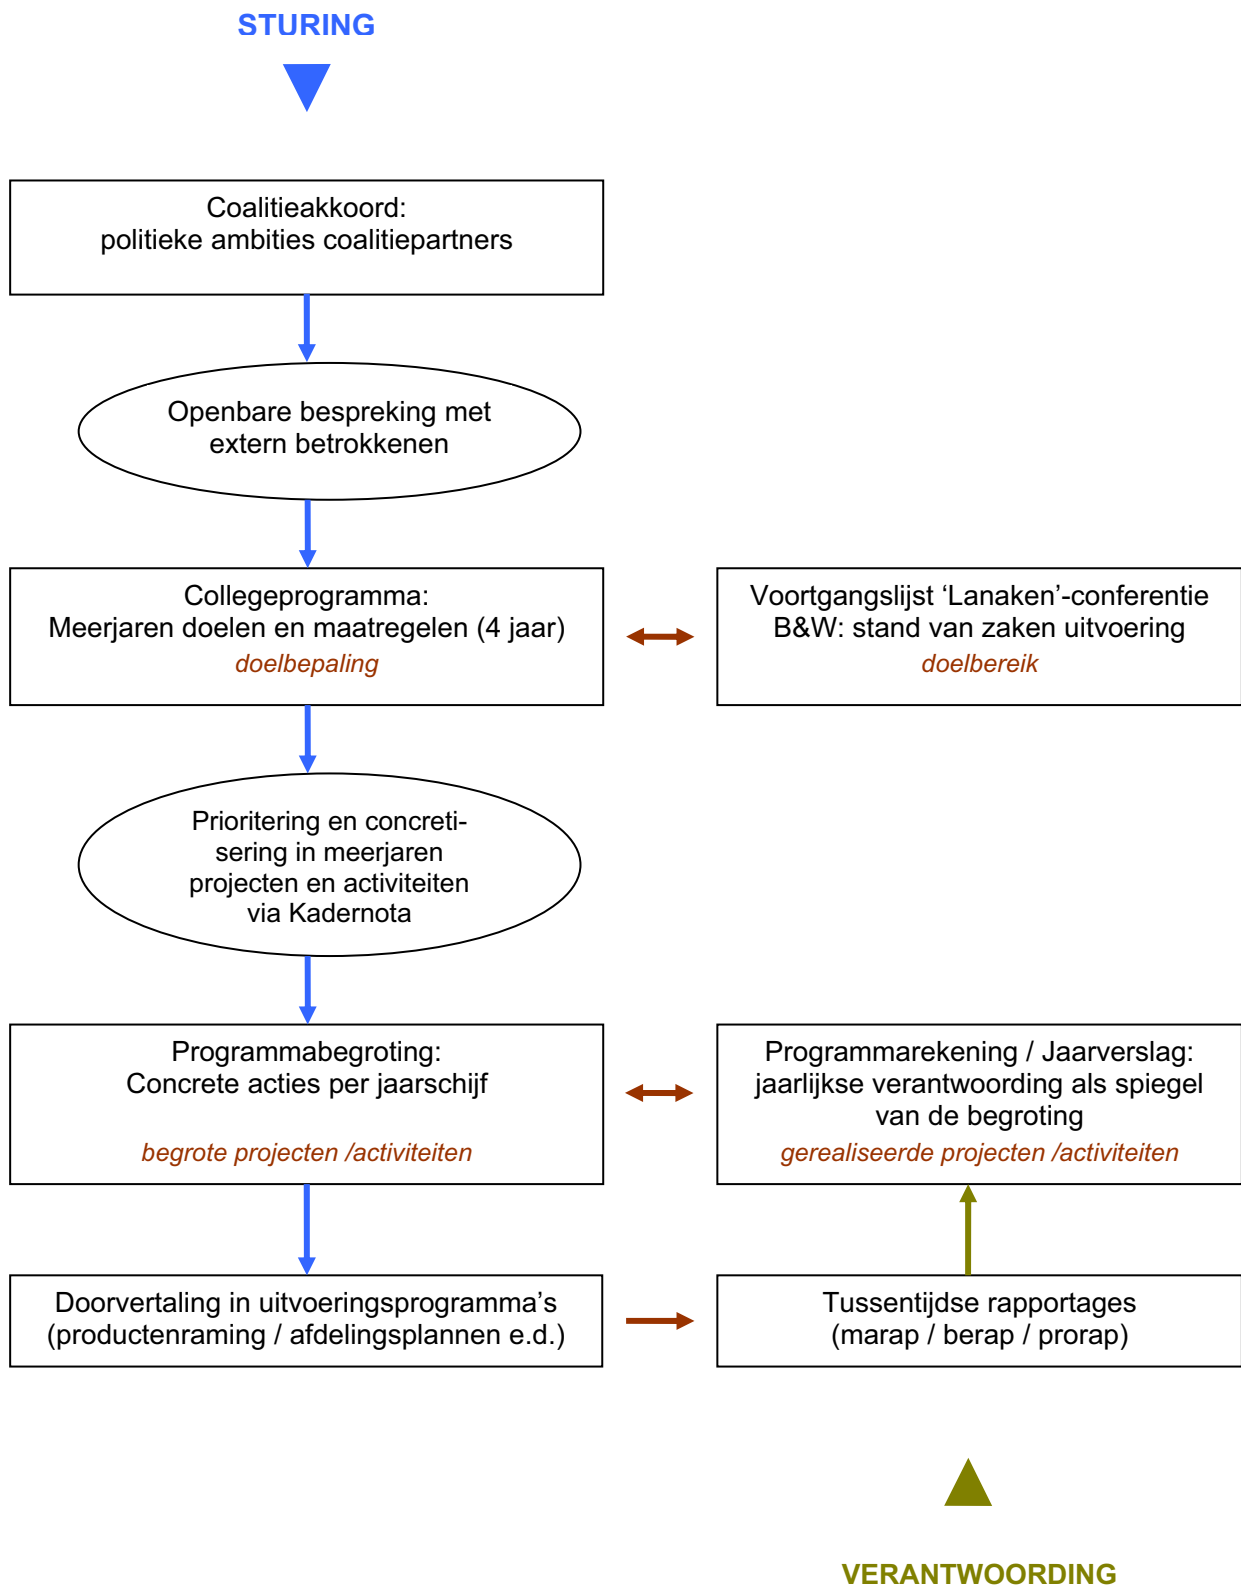 STURING
Coalitieakkoord:
politieke ambities coalitiepartners
Openbare bespreking met
extern betrokkenen
Collegeprogramma:
Meerjaren doelen en maatregelen (4 jaar)
doelbepaling
Voortgangslijst ‘Lanaken’-conferentie
B&W: stand van zaken uitvoering
doelbereik
Prioritering en concreti-
sering in meerjaren
projecten en activiteiten
via Kadernota
Programmabegroting:
Concrete acties per jaarschijf
begrote projecten /activiteiten
Programmarekening / Jaarverslag:
jaarlijkse verantwoording als spiegel
van de begroting
gerealiseerde projecten /activiteiten
Doorvertaling in uitvoeringsprogramma’s
(productenraming / afdelingsplannen e.d.)
Tussentijdse rapportages
(marap / berap / prorap)
VERANTWOORDING